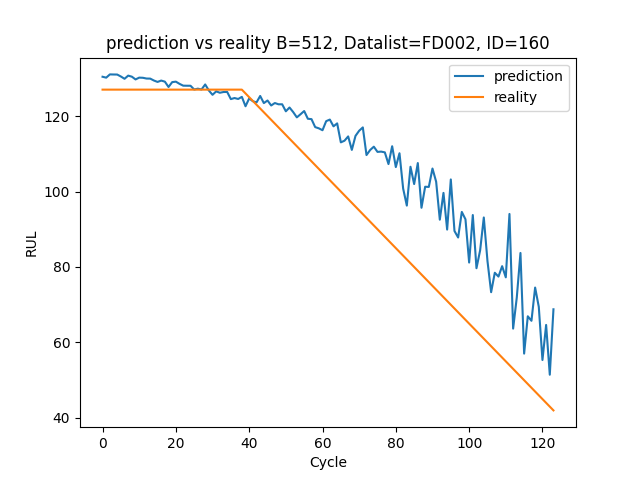 prediction vs reality B=512, Datalist=FD002, ID=160
prediction
reality
120
100
80
60
40
RUL
0 20 40 60 80 100 120
Cycle